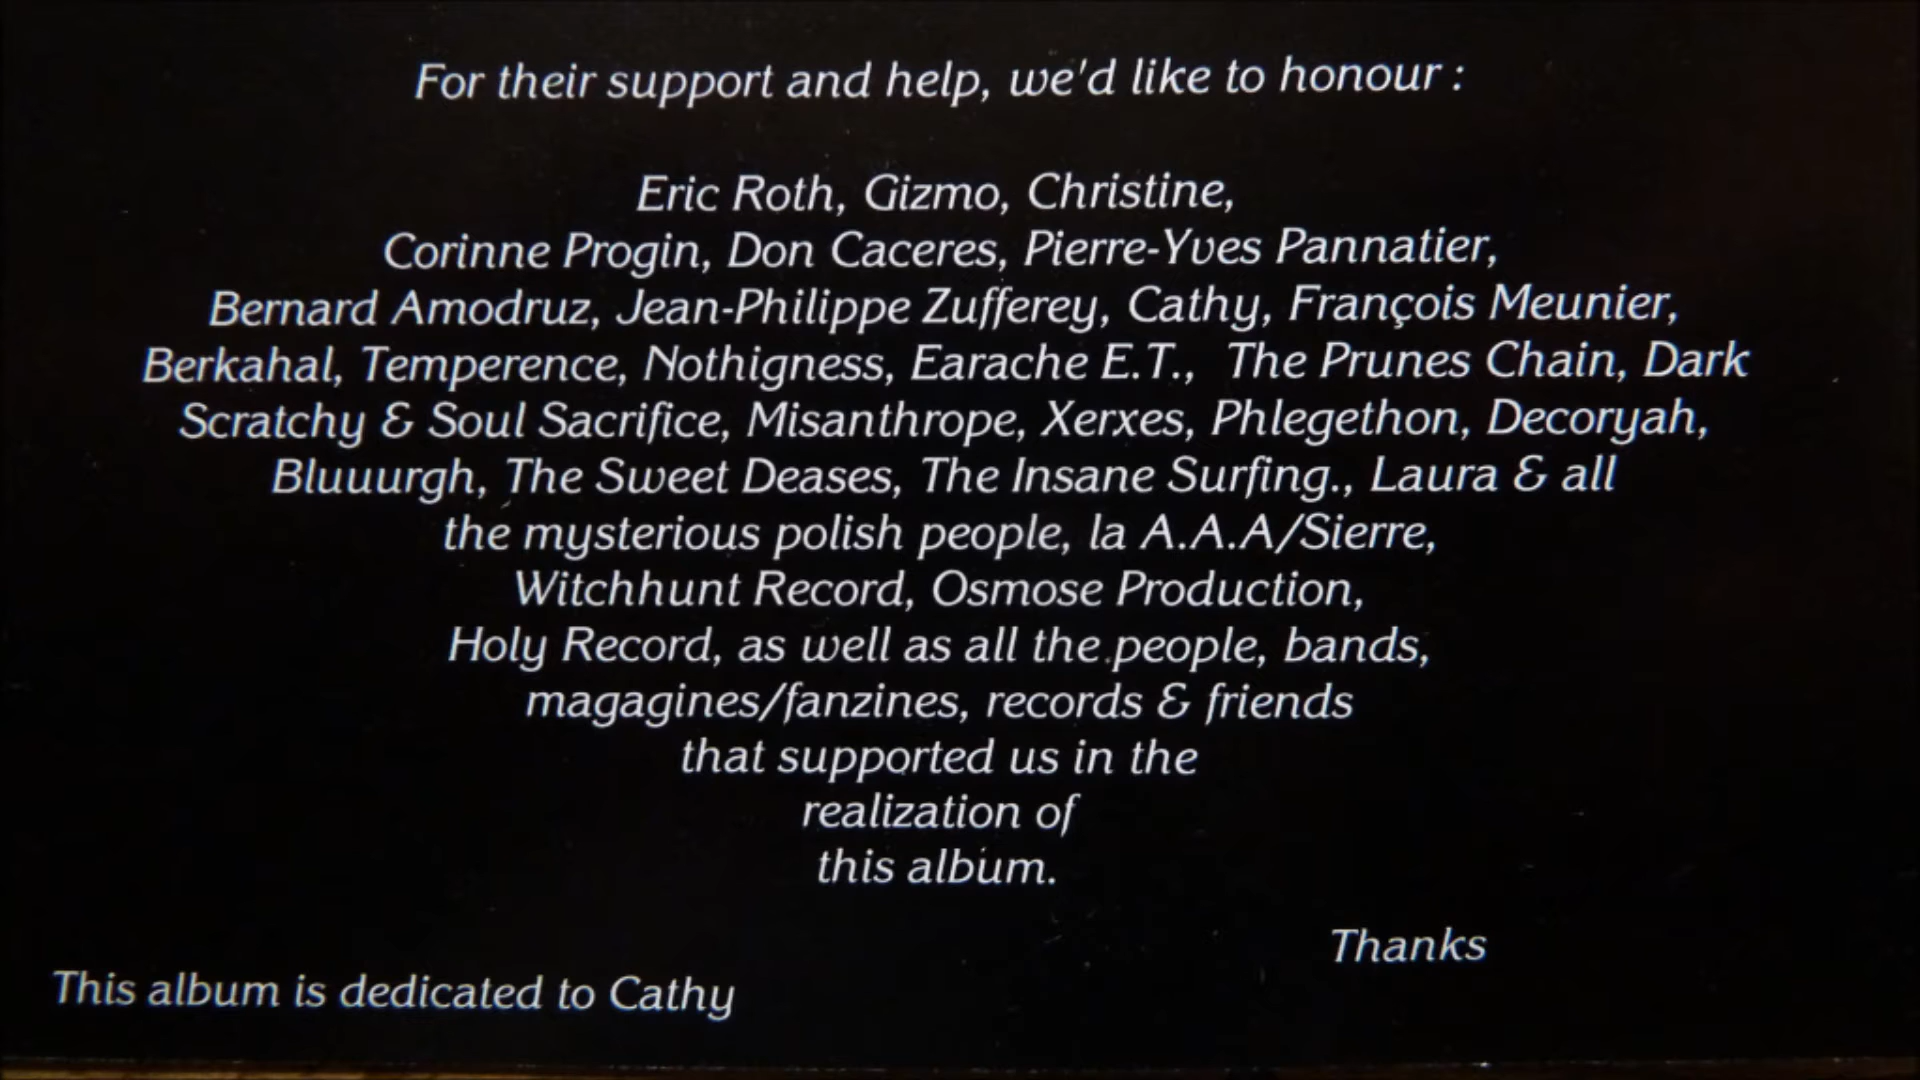 For their support and help, we'd like to honour :
Eric Roth, Gizmo, Christine,
Corinne Progin, Don Caceres, Pierre-Yves Pannatier,
Bernard Amodruz, Jean-Philippe Zufferey, Cathy, François Meunier,
Berkahal, Temperence, Nothigness, Earache E.T., The Prunes Chain, Dark
Scratchy & Soul Sacrifice, Misanthrope, Xerxes, Phlegethon, Decoryah,
Bluuurgh, The Sweet Deases, The Insane Surfing., Laura & all
the mysterious polish people, la A.A.A/Sierre,
Witchhunt Record, Osmose Production,
Holy Record, as well as all the people, bands,
magagines/fanzines, records & friends
that supported us in the
realization of
this album.
Thanks
This album is dedicated to Cathy